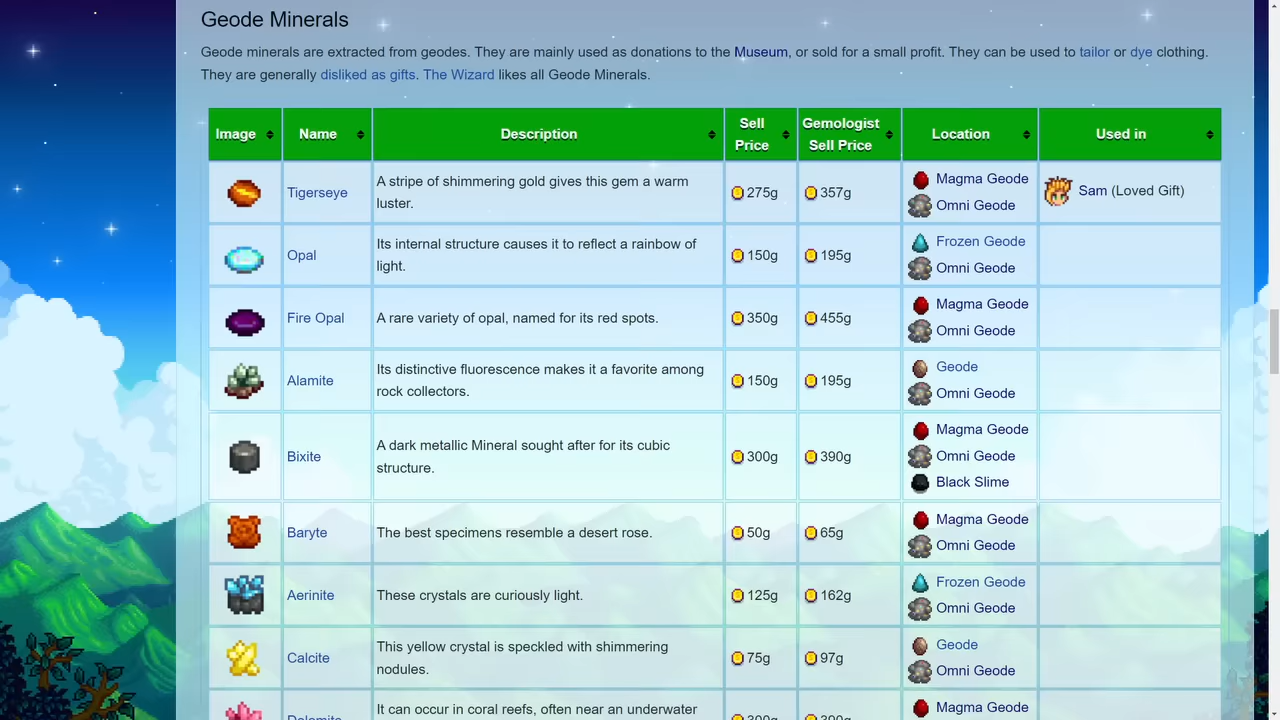 Geode Minerals
Geode minerals are extracted from geodes. They are mainly used as donations to the Museum, or sold for a small profit. They can be used to tailor or dye clothing.
They are generally disliked as gifts. The Wizard likes all Geode Minerals.
Image Name Description Sell Price Gemologist Sell Price Location Used in
Tigerseye
A stripe of shimmering gold gives this gem a warm
luster.
275g
357g
Magma Geode
Omni Geode
Sam (Loved Gift)
Opal
Its internal structure causes it to reflect a rainbow of
light.
150g
195g
Frozen Geode
Omni Geode
Fire Opal
A rare variety of opal, named for its red spots.
350g
455g
Magma Geode
Omni Geode
Alamite
Its distinctive fluorescence makes it a favorite among
rock collectors.
150g
195g
Geode
Omni Geode
Bixite
A dark metallic Mineral sought after for its cubic
structure.
300g
390g
Magma Geode
Omni Geode
Black Slime
Baryte
The best specimens resemble a desert rose.
50g
65g
Magma Geode
Omni Geode
Aerinite
These crystals are curiously light.
125g
162g
Frozen Geode
Omni Geode
Calcite
This yellow crystal is speckled with shimmering
nodules.
75g
97g
Geode
Omni Geode
Dolomite
It can occur in coral reefs, often near an underwater
300g
390g
Magma Geode